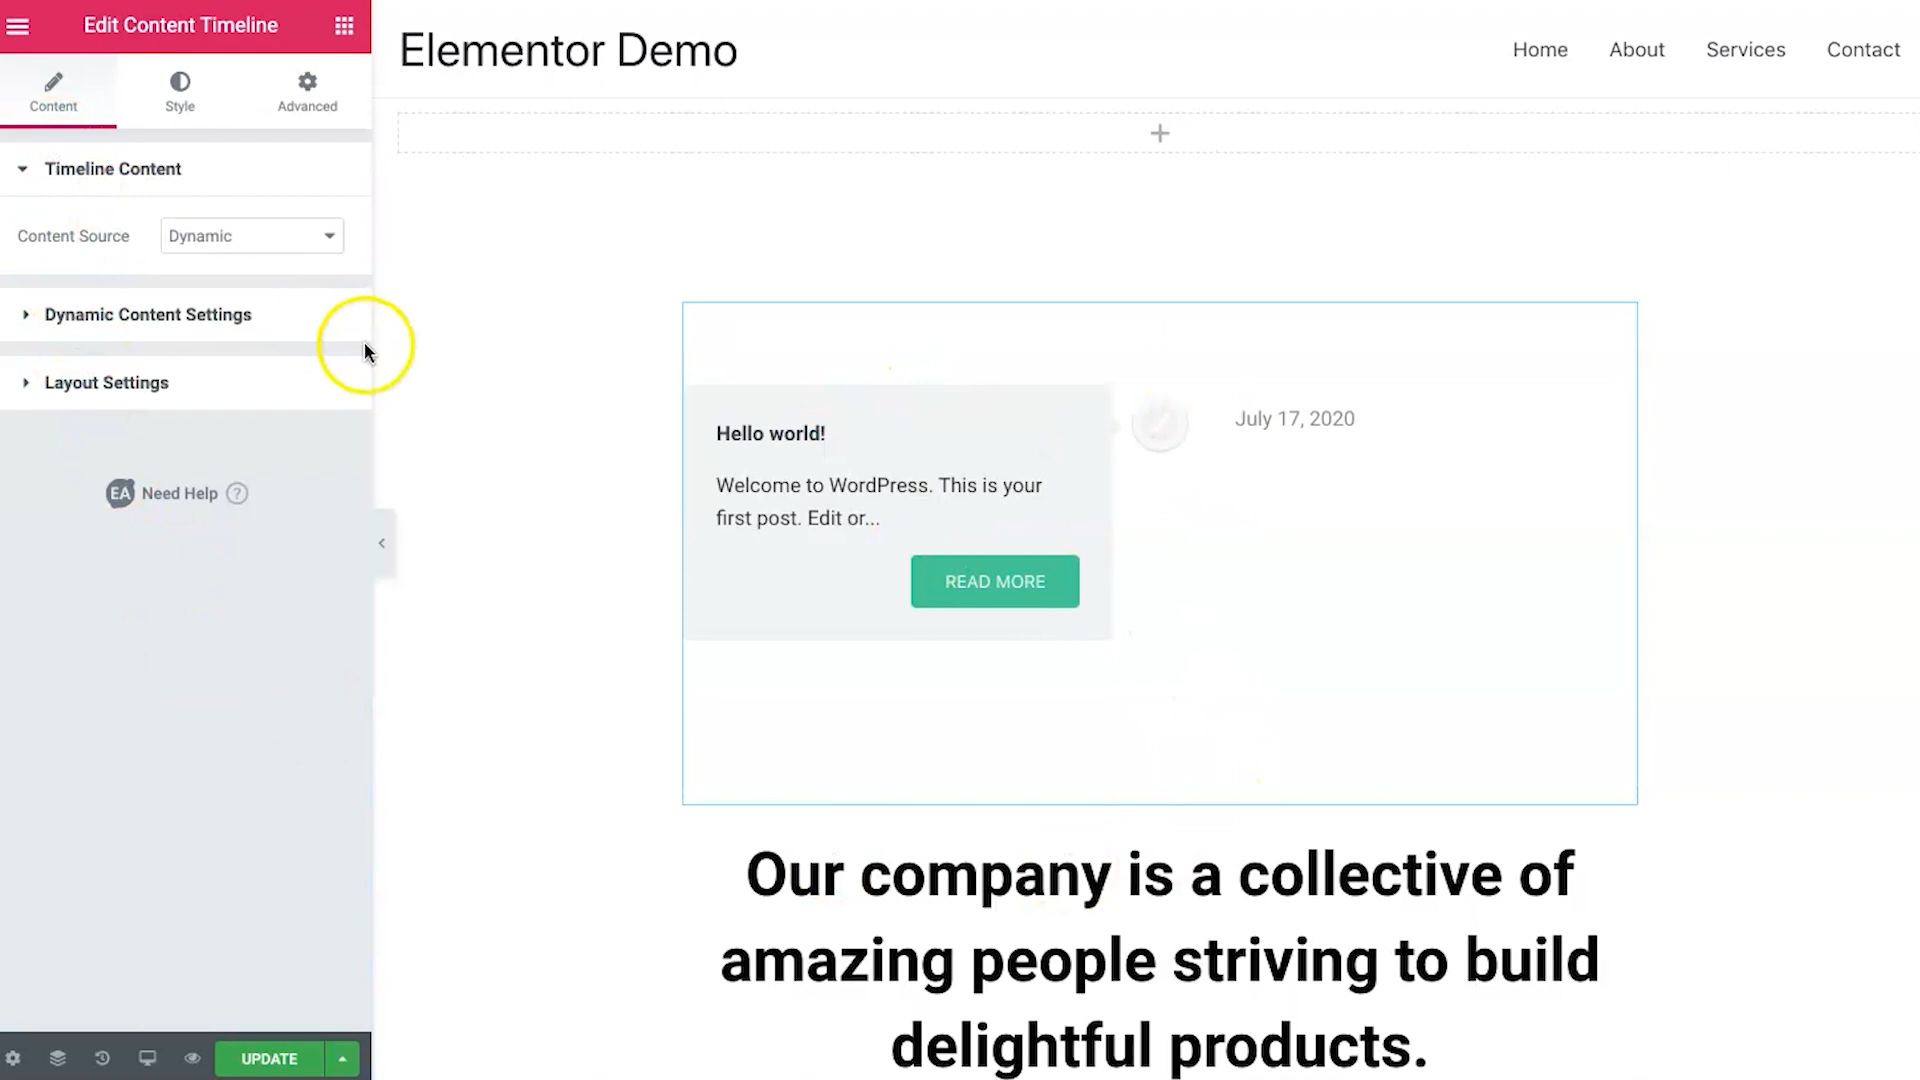 Edit Content Timeline
Content
Style
Advanced
Timeline Content
Content Source
Dynamic
Dynamic Content Settings
Layout Settings
EA Need Help ?
UPDATE
Elementor Demo
Home
About
Services
Contact
Hello world!
Welcome to WordPress. This is your
first post. Edit or...
READ MORE
July 17, 2020
Our company is a collective of
amazing people striving to build
delightful products.